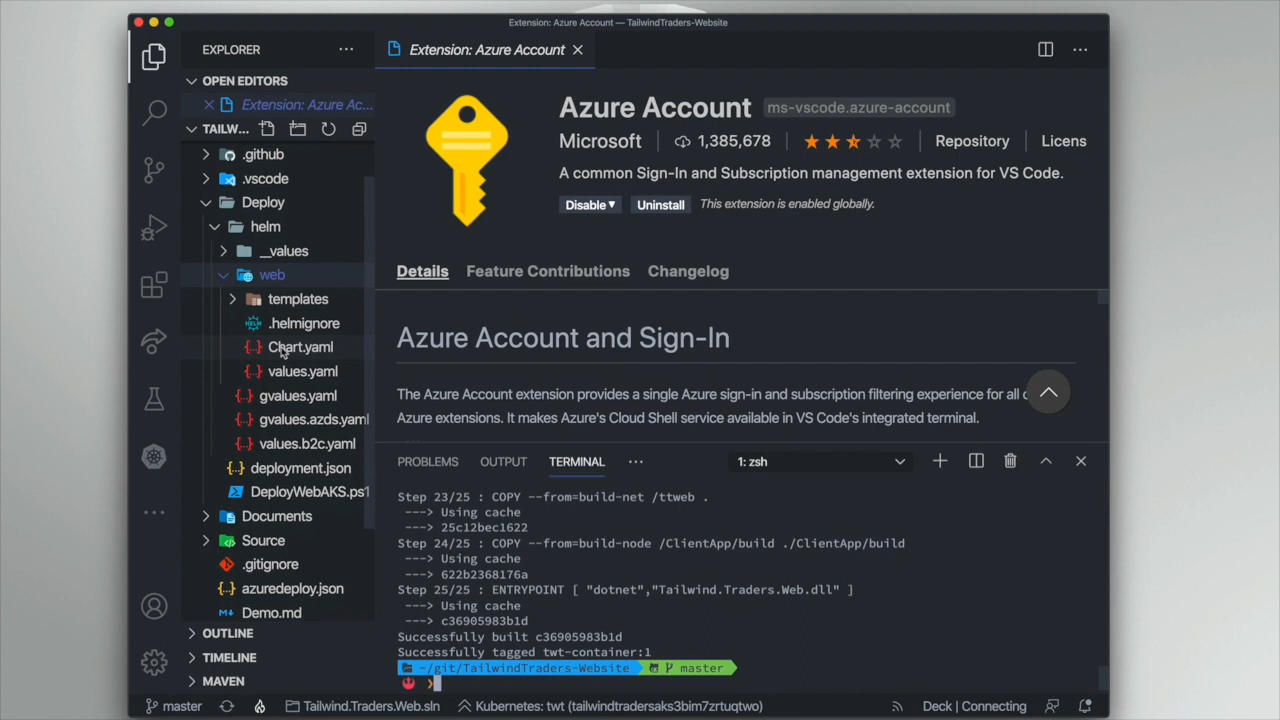 Extension: Azure Account — TailwindTraders-Website
EXPLORER
OPEN EDITORS
Extension: Azure Ac...
TAILW...
.github
.vscode
Deploy
helm
__values
web
templates
.helmignore
Chart.yaml
values.yaml
gvalues.yaml
gvalues.azds.yaml
values.b2c.yaml
deployment.json
DeployWebAKS.ps1
Documents
Source
.gitignore
azuredeploy.json
Demo.md
OUTLINE
TIMELINE
MAVEN
Extension: Azure Account
Azure Account ms-vscode.azure-account
Microsoft 1,385,678 Repository Licens
A common Sign-In and Subscription management extension for VS Code.
Disable Uninstall This extension is enabled globally.
Details Feature Contributions Changelog
Azure Account and Sign-In
The Azure Account extension provides a single Azure sign-in and subscription filtering experience for all
Azure extensions. It makes Azure's Cloud Shell service available in VS Code's integrated terminal.
PROBLEMS OUTPUT TERMINAL ... 1: zsh
Step 23/25 : COPY --from=build-net /ttweb .
---> Using cache
---> 25c12bec1622
Step 24/25 : COPY --from=build-node /ClientApp/build ./ClientApp/build
---> Using cache
---> 622b2368176a
Step 25/25 : ENTRYPOINT [ "dotnet","Tailwind.Traders.Web.dll" ]
---> Using cache
---> c36905983b1d
Successfully built c36905983b1d
Successfully tagged twt-container:1
~/git/TailwindTraders-Website master
master Tailwind.Traders.Web.sln Kubernetes: twt (tailwindtradersaks3bim7zrtuqtwo) Deck | Connecting